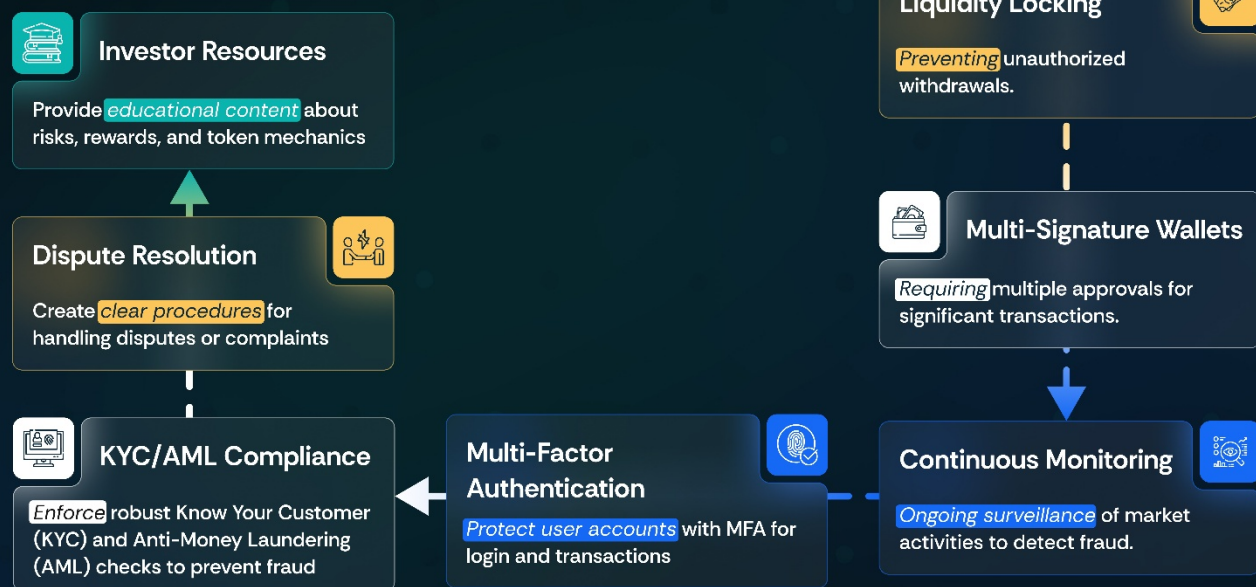 Liquidity Locking
Preventing unauthorized
withdrawals.
Investor Resources
Provide educational content about
risks, rewards, and token mechanics
Multi-Signature Wallets
Requiring multiple approvals for
significant transactions.
Dispute Resolution
Create clear procedures for
handling disputes or complaints
KYC/AML Compliance
Enforce robust Know Your Customer
(KYC) and Anti-Money Laundering
(AML) checks to prevent fraud
Multi-Factor
Authentication
Protect user accounts with MFA for
login and transactions
Continuous Monitoring
Ongoing surveillance of market
activities to detect fraud.